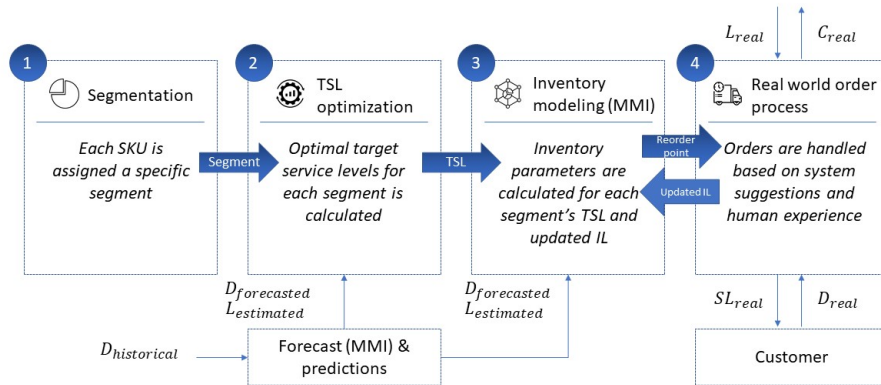 L_real
C_real
1
Segmentation
Each SKU is
assigned a specific
segment
Segment
2
TSL
optimization
Optimal target
service levels for
each segment is
calculated
TSL
3
Inventory
modeling (MMI)
Inventory
parameters are
calculated for each
segment's TSL and
updated IL
Reorder
point
Updated IL
4
Real world order
process
Orders are handled
based on system
suggestions and
human experience
D_forecasted
L_estimated
D_forecasted
L_estimated
SL_real
D_real
D_historical
Forecast (MMI) &
predictions
Customer